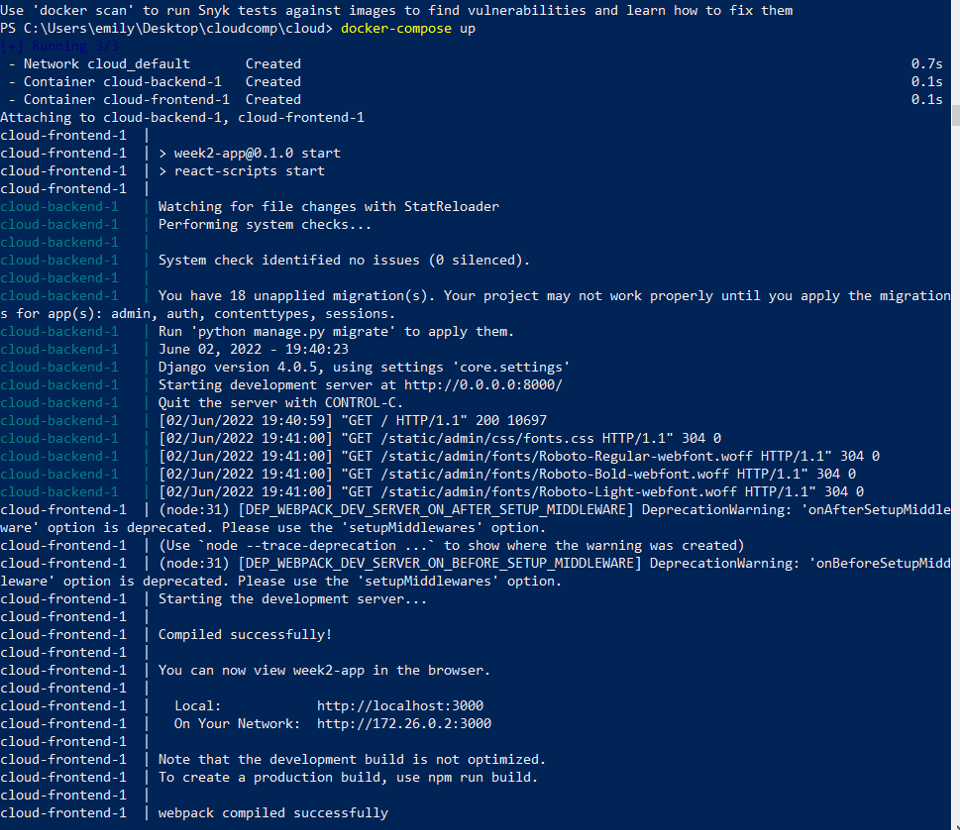 Use 'docker scan' to run Snyk tests against images to find vulnerabilities and learn how to fix them
PS C:\Users\emily\Desktop\cloudcomp\cloud> docker-compose up
[+] Running 3/3
 - Network cloud_default       Created                                                                         0.7s
 - Container cloud-backend-1   Created                                                                         0.1s
 - Container cloud-frontend-1  Created                                                                         0.1s
Attaching to cloud-backend-1, cloud-frontend-1
cloud-frontend-1  |
cloud-frontend-1  | > week2-app@0.1.0 start
cloud-frontend-1  | > react-scripts start
cloud-frontend-1  |
cloud-backend-1   | Watching for file changes with StatReloader
cloud-backend-1   | Performing system checks...
cloud-backend-1   |
cloud-backend-1   | System check identified no issues (0 silenced).
cloud-backend-1   |
cloud-backend-1   | You have 18 unapplied migration(s). Your project may not work properly until you apply the migration
s for app(s): admin, auth, contenttypes, sessions.
cloud-backend-1   | Run 'python manage.py migrate' to apply them.
cloud-backend-1   | June 02, 2022 - 19:40:23
cloud-backend-1   | Django version 4.0.5, using settings 'core.settings'
cloud-backend-1   | Starting development server at http://0.0.0.0:8000/
cloud-backend-1   | Quit the server with CONTROL-C.
cloud-backend-1   | [02/Jun/2022 19:40:59] "GET / HTTP/1.1" 200 10697
cloud-backend-1   | [02/Jun/2022 19:41:00] "GET /static/admin/css/fonts.css HTTP/1.1" 304 0
cloud-backend-1   | [02/Jun/2022 19:41:00] "GET /static/admin/fonts/Roboto-Regular-webfont.woff HTTP/1.1" 304 0
cloud-backend-1   | [02/Jun/2022 19:41:00] "GET /static/admin/fonts/Roboto-Bold-webfont.woff HTTP/1.1" 304 0
cloud-backend-1   | [02/Jun/2022 19:41:00] "GET /static/admin/fonts/Roboto-Light-webfont.woff HTTP/1.1" 304 0
cloud-frontend-1  | (node:31) [DEP_WEBPACK_DEV_SERVER_ON_AFTER_SETUP_MIDDLEWARE] DeprecationWarning: 'onAfterSetupMiddle
ware' option is deprecated. Please use the 'setupMiddlewares' option.
cloud-frontend-1  | (Use `node --trace-deprecation ...` to show where the warning was created)
cloud-frontend-1  | (node:31) [DEP_WEBPACK_DEV_SERVER_ON_BEFORE_SETUP_MIDDLEWARE] DeprecationWarning: 'onBeforeSetupMidd
leware' option is deprecated. Please use the 'setupMiddlewares' option.
cloud-frontend-1  | Starting the development server...
cloud-frontend-1  |
cloud-frontend-1  | Compiled successfully!
cloud-frontend-1  |
cloud-frontend-1  | You can now view week2-app in the browser.
cloud-frontend-1  |
cloud-frontend-1  |   Local:            http://localhost:3000
cloud-frontend-1  |   On Your Network:  http://172.26.0.2:3000
cloud-frontend-1  |
cloud-frontend-1  | Note that the development build is not optimized.
cloud-frontend-1  | To create a production build, use npm run build.
cloud-frontend-1  |
cloud-frontend-1  | webpack compiled successfully